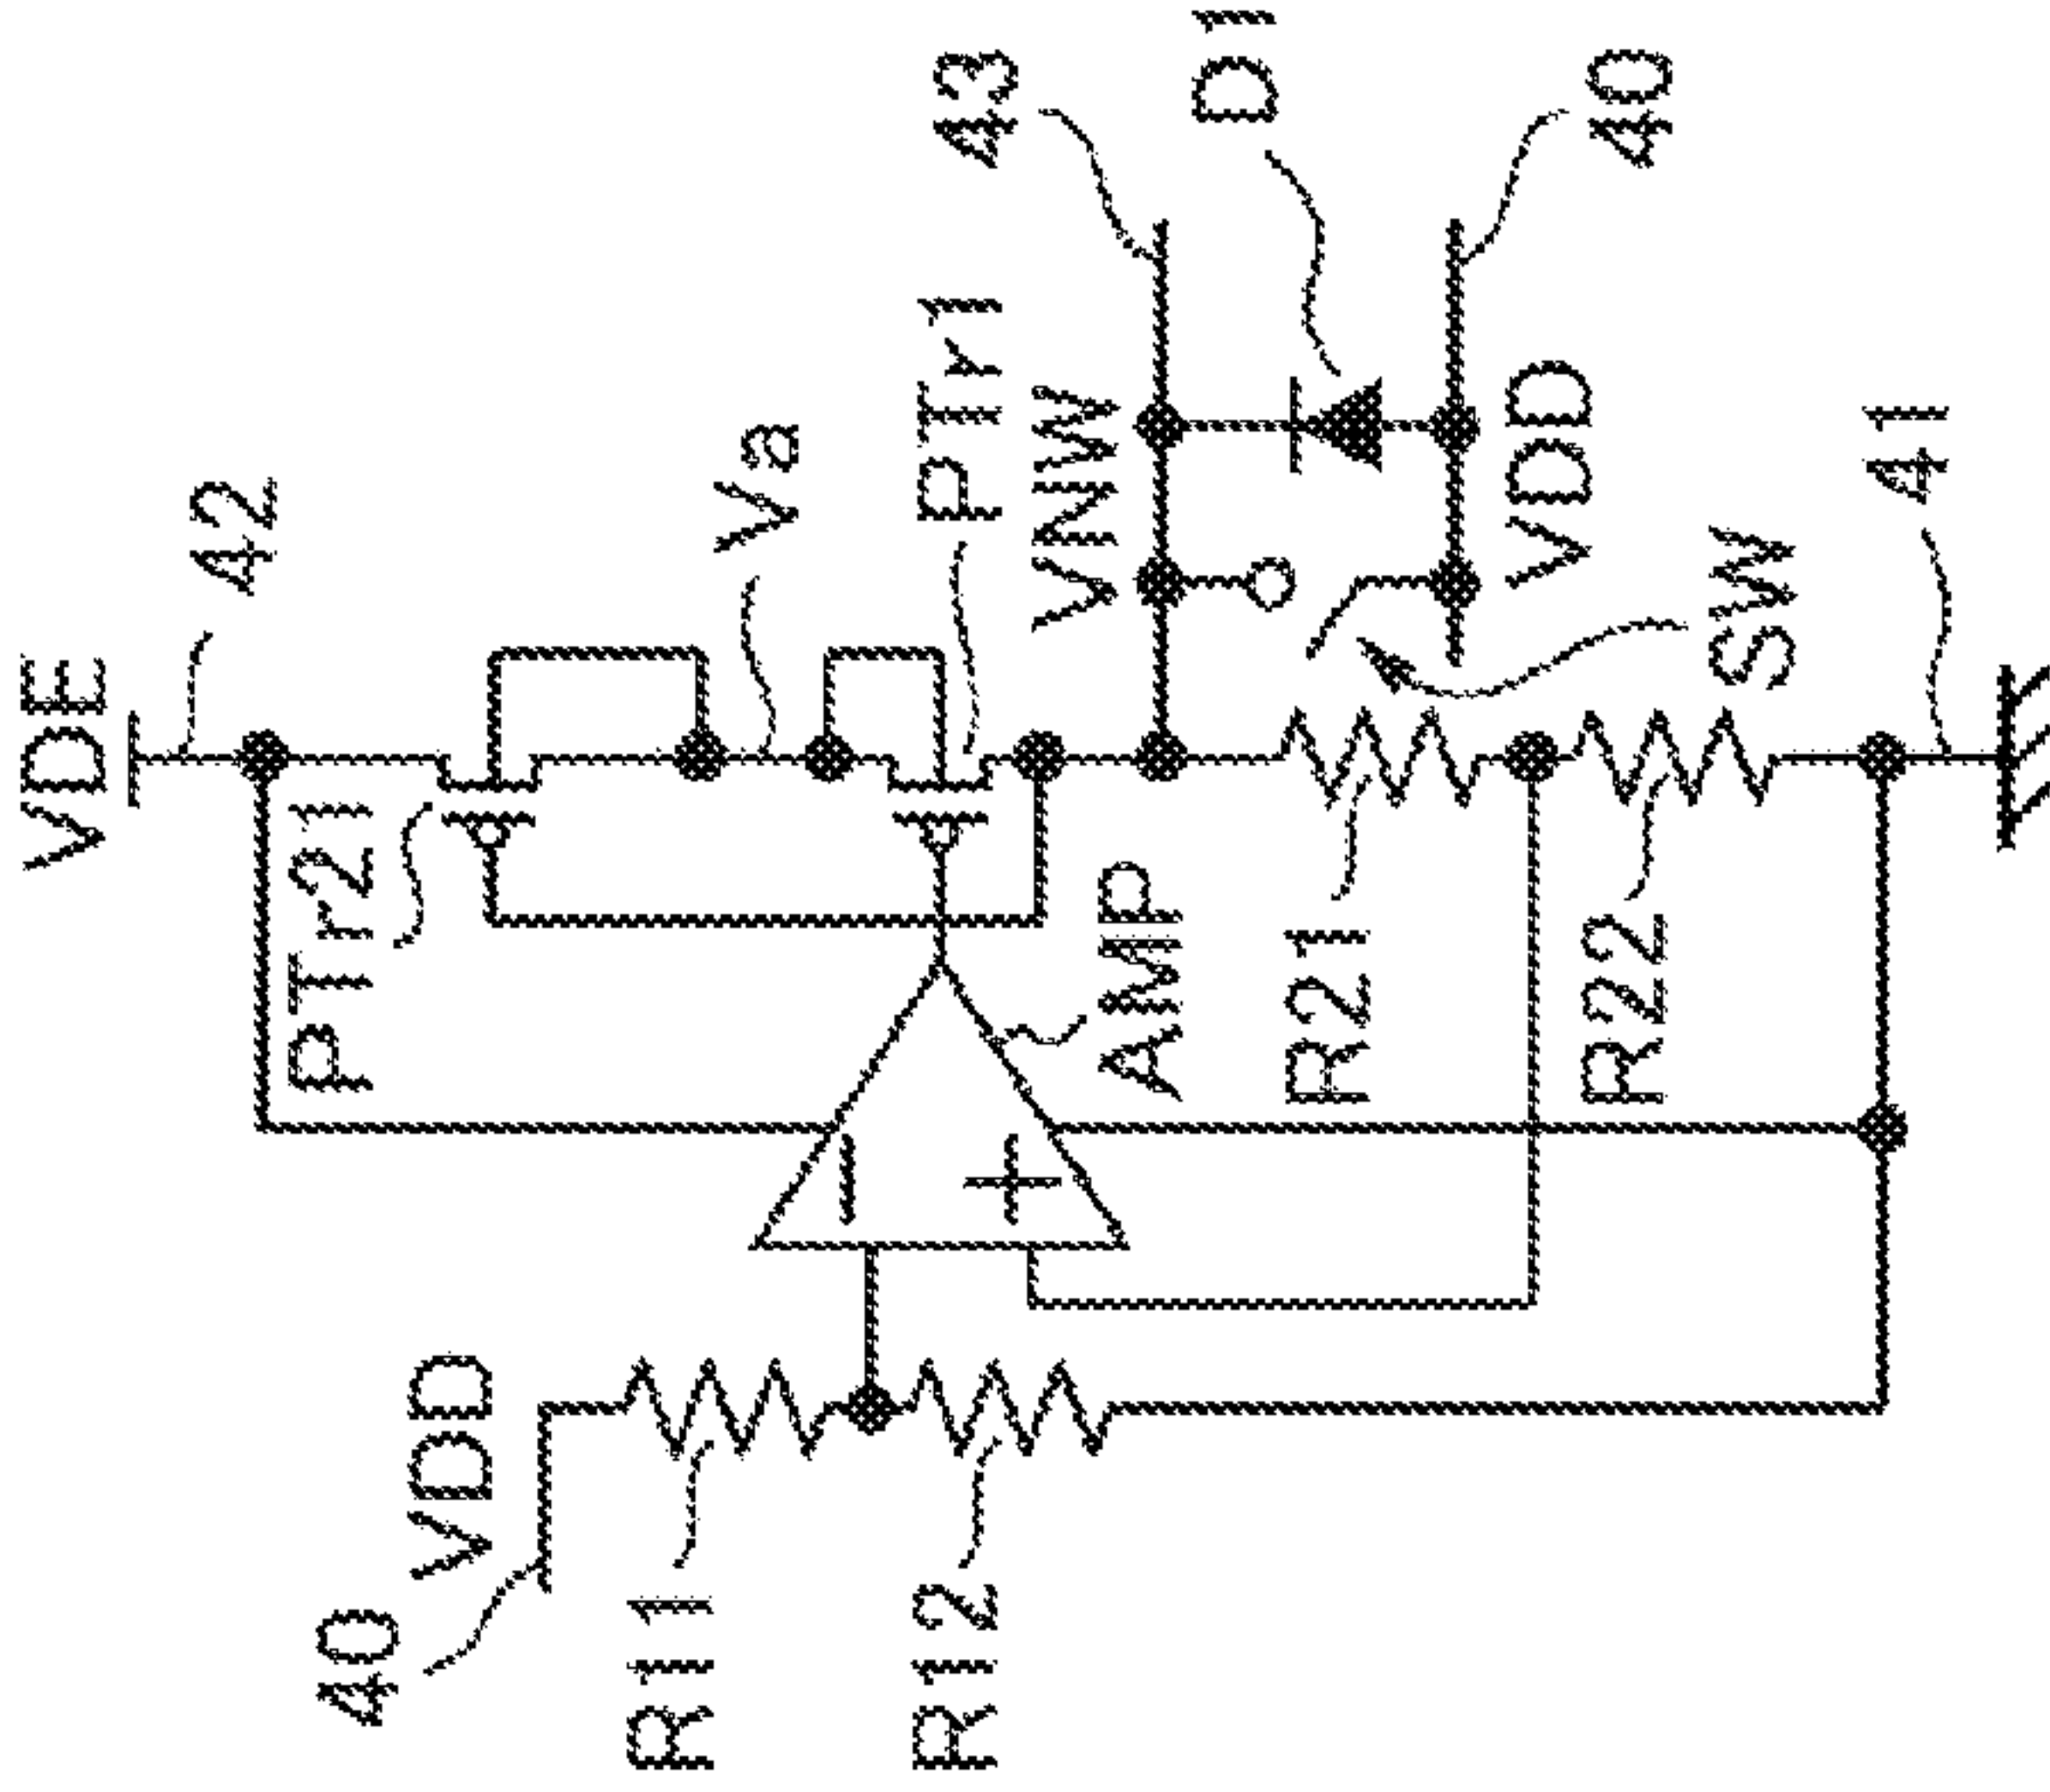 VDE
42
PTr21
Va
PTr1
VNW
43
D1
40
VDD
SW
41
AMP
R21
R22
40
VDD
R11
R12